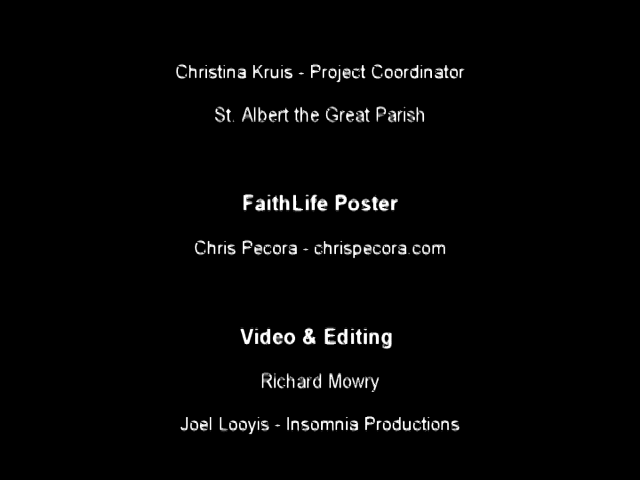 Christina Kruis - Project Coordinator
St. Albert the Great Parish
FaithLife Poster
Chris Pecora - chrispecora.com
Video & Editing
Richard Mowry
Joel Looyis - Insomnia Productions